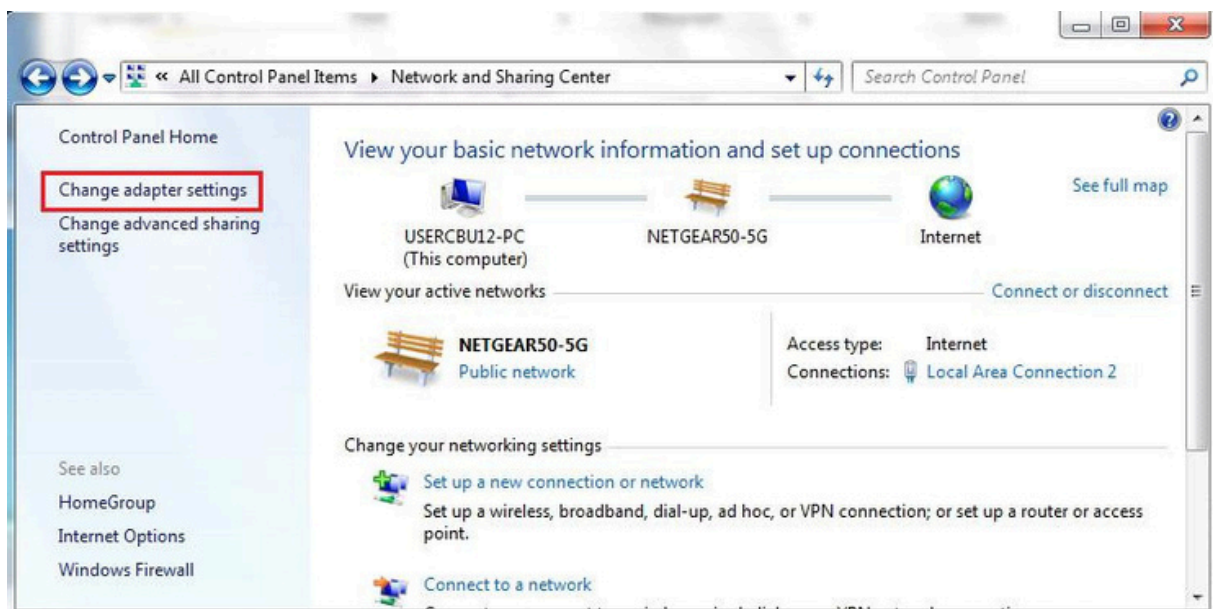 « All Control Panel Items ▸ Network and Sharing Center
Search Control Panel
Control Panel Home
Change adapter settings
Change advanced sharing
settings
See also
HomeGroup
Internet Options
Windows Firewall
View your basic network information and set up connections
See full map
USERCBU12-PC
(This computer)
NETGEAR50-5G
Internet
View your active networks
Connect or disconnect
NETGEAR50-5G
Public network
Access type: Internet
Connections: Local Area Connection 2
Change your networking settings
Set up a new connection or network
Set up a wireless, broadband, dial-up, ad hoc, or VPN connection; or set up a router or access
point.
Connect to a network